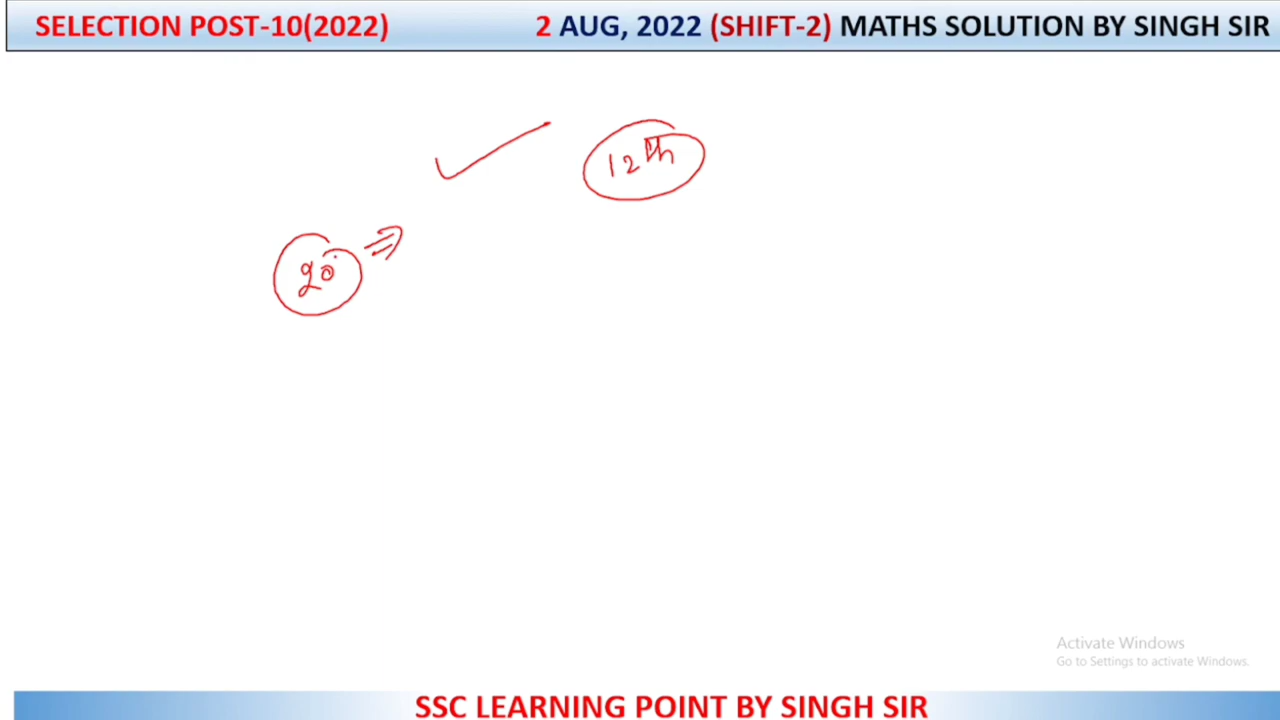 SELECTION POST-10(2022) 2 AUG, 2022 (SHIFT-2) MATHS SOLUTION BY SINGH SIR
12th
20
Activate Windows
Go to Settings to activate Windows.
SSC LEARNING POINT BY SINGH SIR